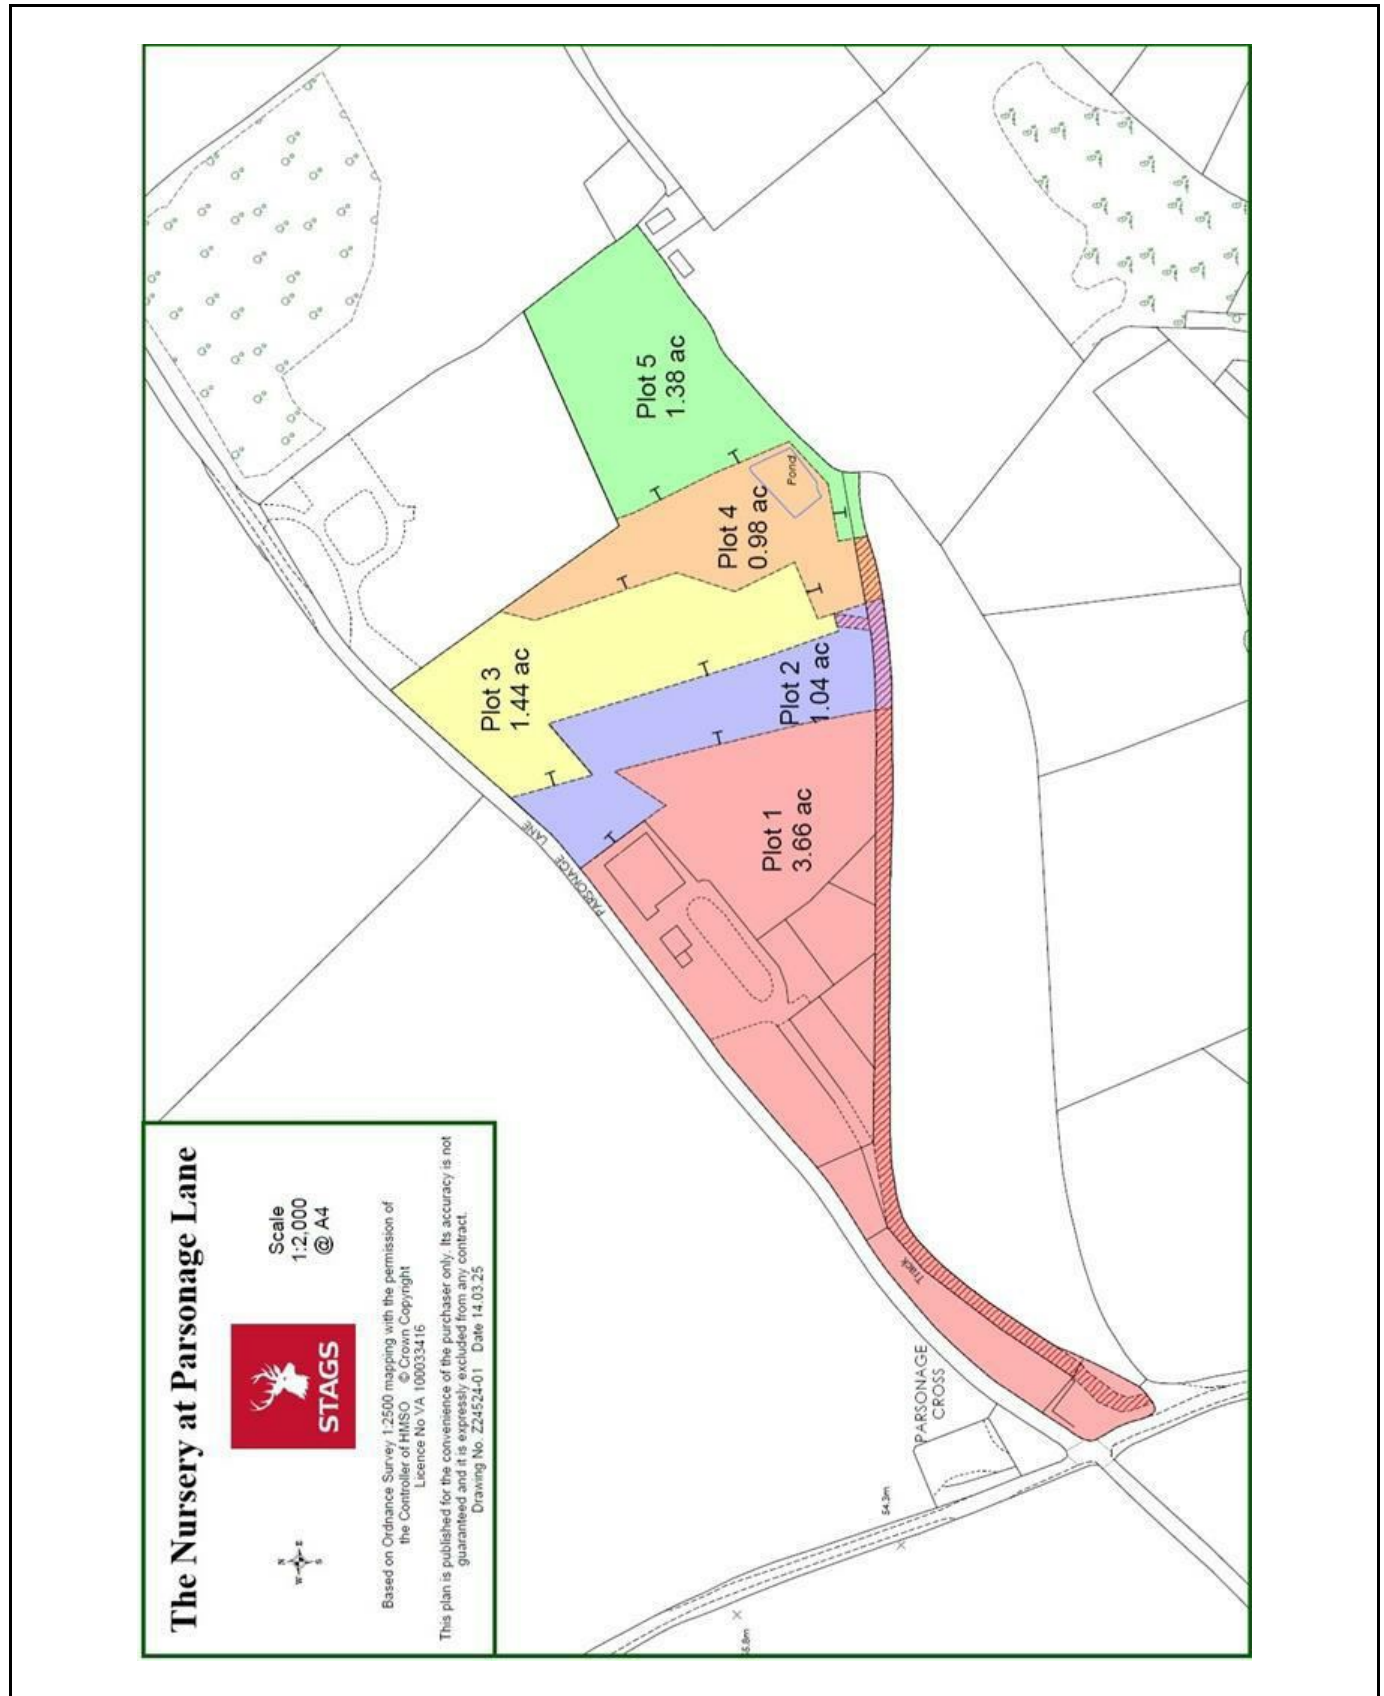 The Nursery at Parsonage Lane
N
W E
S
STAGS
Scale
1:2,000
@ A4
Based on Ordnance Survey 1:2500 mapping with the permission of
the Controller of HMSO © Crown Copyright
Licence No VA 100033416
This plan is published for the convenience of the purchaser only. Its accuracy is not
guaranteed and it is expressly excluded from any contract.
Drawing No. Z24524-01 Date 14.03.25
PARSONAGE LANE
Plot 1
3.66 ac
Plot 2
1.04 ac
Plot 3
1.44 ac
Plot 4
0.98 ac
Pond
Plot 5
1.38 ac
Track
PARSONAGE
CROSS
54.3m